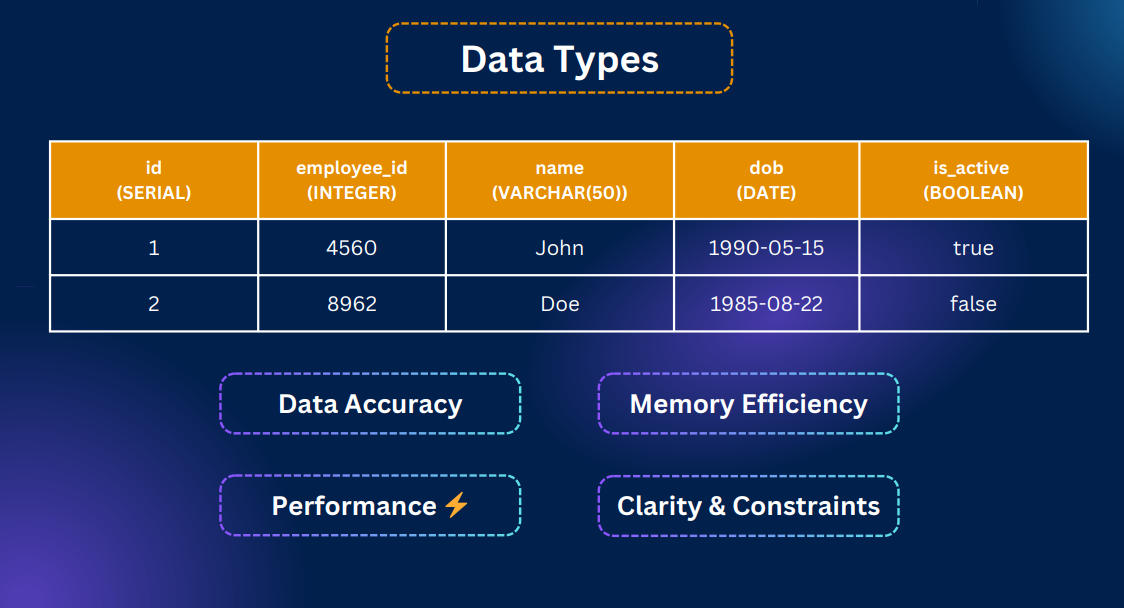 Data Types
id employee_id name dob is_active
(SERIAL) (INTEGER) (VARCHAR(50)) (DATE) (BOOLEAN)
1 4560 John 1990-05-15 true
2 8962 Doe 1985-08-22 false
Data Accuracy Memory Efficiency
Performance ⚡ Clarity & Constraints